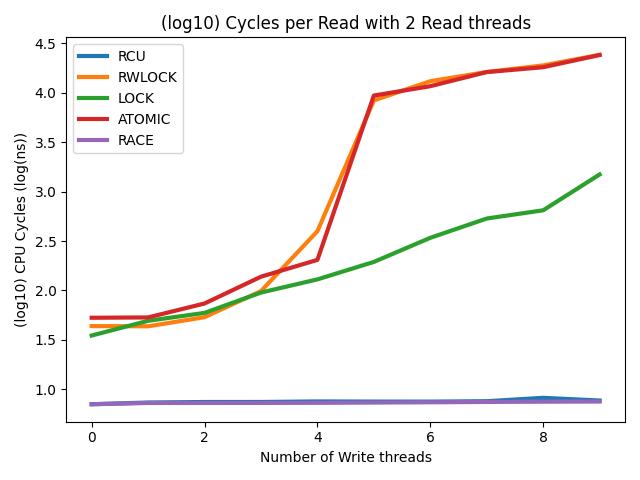 (log10) Cycles per Read with 2 Read threads
4.5
4.0
3.5
3.0
2.5
2.0
1.5
1.0
(log10) CPU Cycles (log(ns))
RCU
RWLOCK
LOCK
ATOMIC
RACE
0 2 4 6 8
Number of Write threads